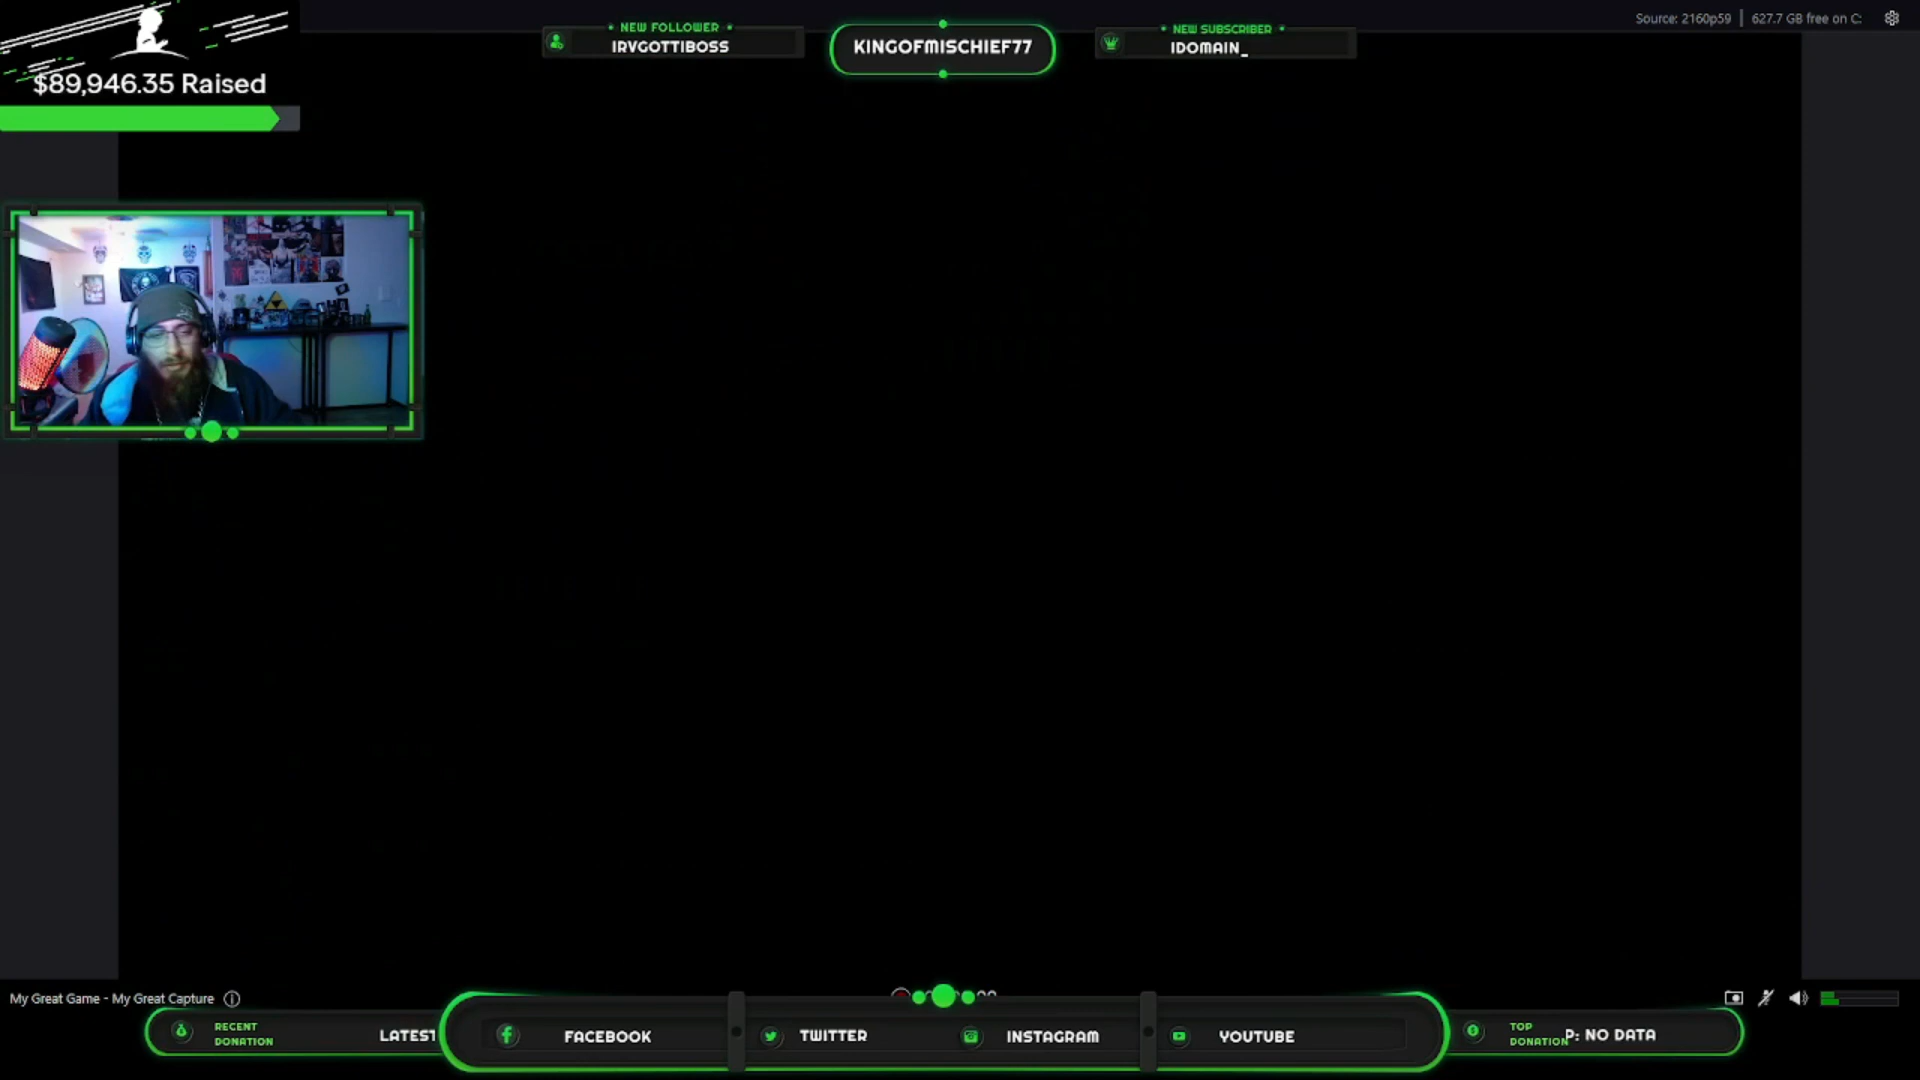 Source: 2160p59 | 627.7 GB free on C:
NEW FOLLOWER
IRVGOTTIBOSS
KINGOFMISCHIEF77
NEW SUBSCRIBER
IDOMAIN_
$89,946.35 Raised
My Great Game - My Great Capture
RECENT DONATION
LATEST
FACEBOOK
TWITTER
INSTAGRAM
YOUTUBE
TOP DONATION
P: NO DATA